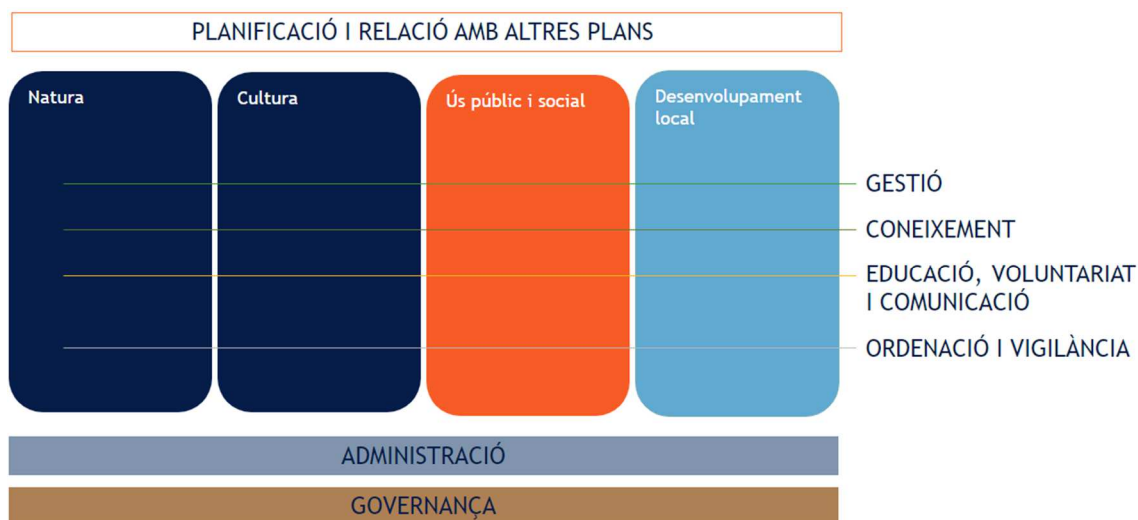 PLANIFICACIÓ I RELACIÓ AMB ALTRES PLANS
Natura
Cultura
Ús públic i social
Desenvolupament
local
GESTIÓ
CONEIXEMENT
EDUCACIÓ, VOLUNTARIAT
I COMUNICACIÓ
ORDENACIÓ I VIGILÀNCIA
ADMINISTRACIÓ
GOVERNANÇA